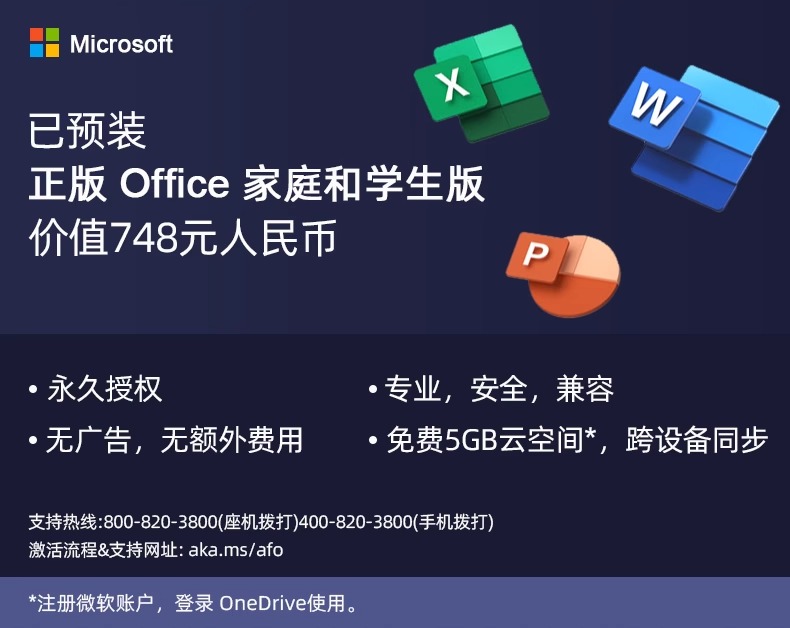 Microsoft
X
W
已预装
正版 Office 家庭和学生版
价值748元人民币
P
• 永久授权
• 专业，安全，兼容
• 无广告，无额外费用
• 免费5GB云空间*，跨设备同步
支持热线:800-820-3800(座机拨打)400-820-3800(手机拨打)
激活流程&支持网址: aka.ms/afo
*注册微软账户，登录 OneDrive使用。